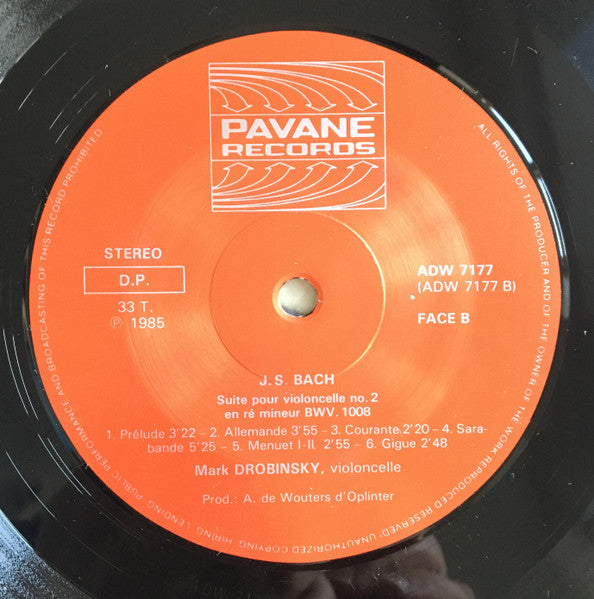 PAVANE
RECORDS
STEREO
D.P.
33 T.
℗ 1985
ADW 7177
(ADW 7177 B)
FACE B
J.S. BACH
Suite pour violoncelle no. 2
en ré mineur BWV. 1008
1. Prélude 3'22 – 2. Allemande 3'55 – 3. Courante 2'20 – 4. Sara-
bande 5'25 – 5. Menuet I-II. 2'55 – 6. Gigue 2'48
Mark DROBINSKY, violoncelle
Prod.: A. de Wouters d'Oplinter
ALL RIGHTS OF THE PRODUCER AND OF THE OWNER OF THE WORK REPRODUCED RESERVED' UNAUTHORIZED COPYING, HIRING, LENDING, PUBLIC PERFORMANCE AND BROADCASTING OF THIS RECORD PROHIBITED